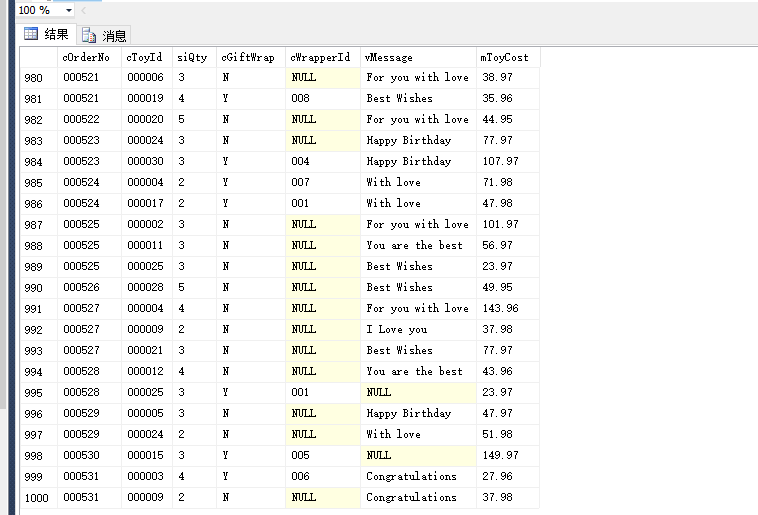 100 %
结果 消息
cOrderNo cToyId siQty cGiftWrap cWrapperId vMessage mToyCost
980 000521 000006 3 N NULL For you with love 38.97
981 000521 000019 4 Y 008 Best Wishes 35.96
982 000522 000020 5 N NULL For you with love 44.95
983 000523 000024 3 N NULL Happy Birthday 77.97
984 000523 000030 3 Y 004 Happy Birthday 107.97
985 000524 000004 2 Y 007 With love 71.98
986 000524 000017 2 Y 001 With love 47.98
987 000525 000002 3 N NULL For you with love 101.97
988 000525 000011 3 N NULL You are the best 56.97
989 000525 000025 3 N NULL Best Wishes 23.97
990 000526 000028 5 N NULL Best Wishes 49.95
991 000527 000004 4 N NULL For you with love 143.96
992 000527 000009 2 N NULL I Love you 37.98
993 000527 000021 3 N NULL Best Wishes 77.97
994 000528 000012 4 N NULL You are the best 43.96
995 000528 000025 3 Y 001 NULL 23.97
996 000529 000005 3 N NULL Happy Birthday 47.97
997 000529 000024 2 N NULL With love 51.98
998 000530 000015 3 Y 005 NULL 149.97
999 000531 000003 4 Y 006 Congratulations 27.96
1000 000531 000009 2 N NULL Congratulations 37.98